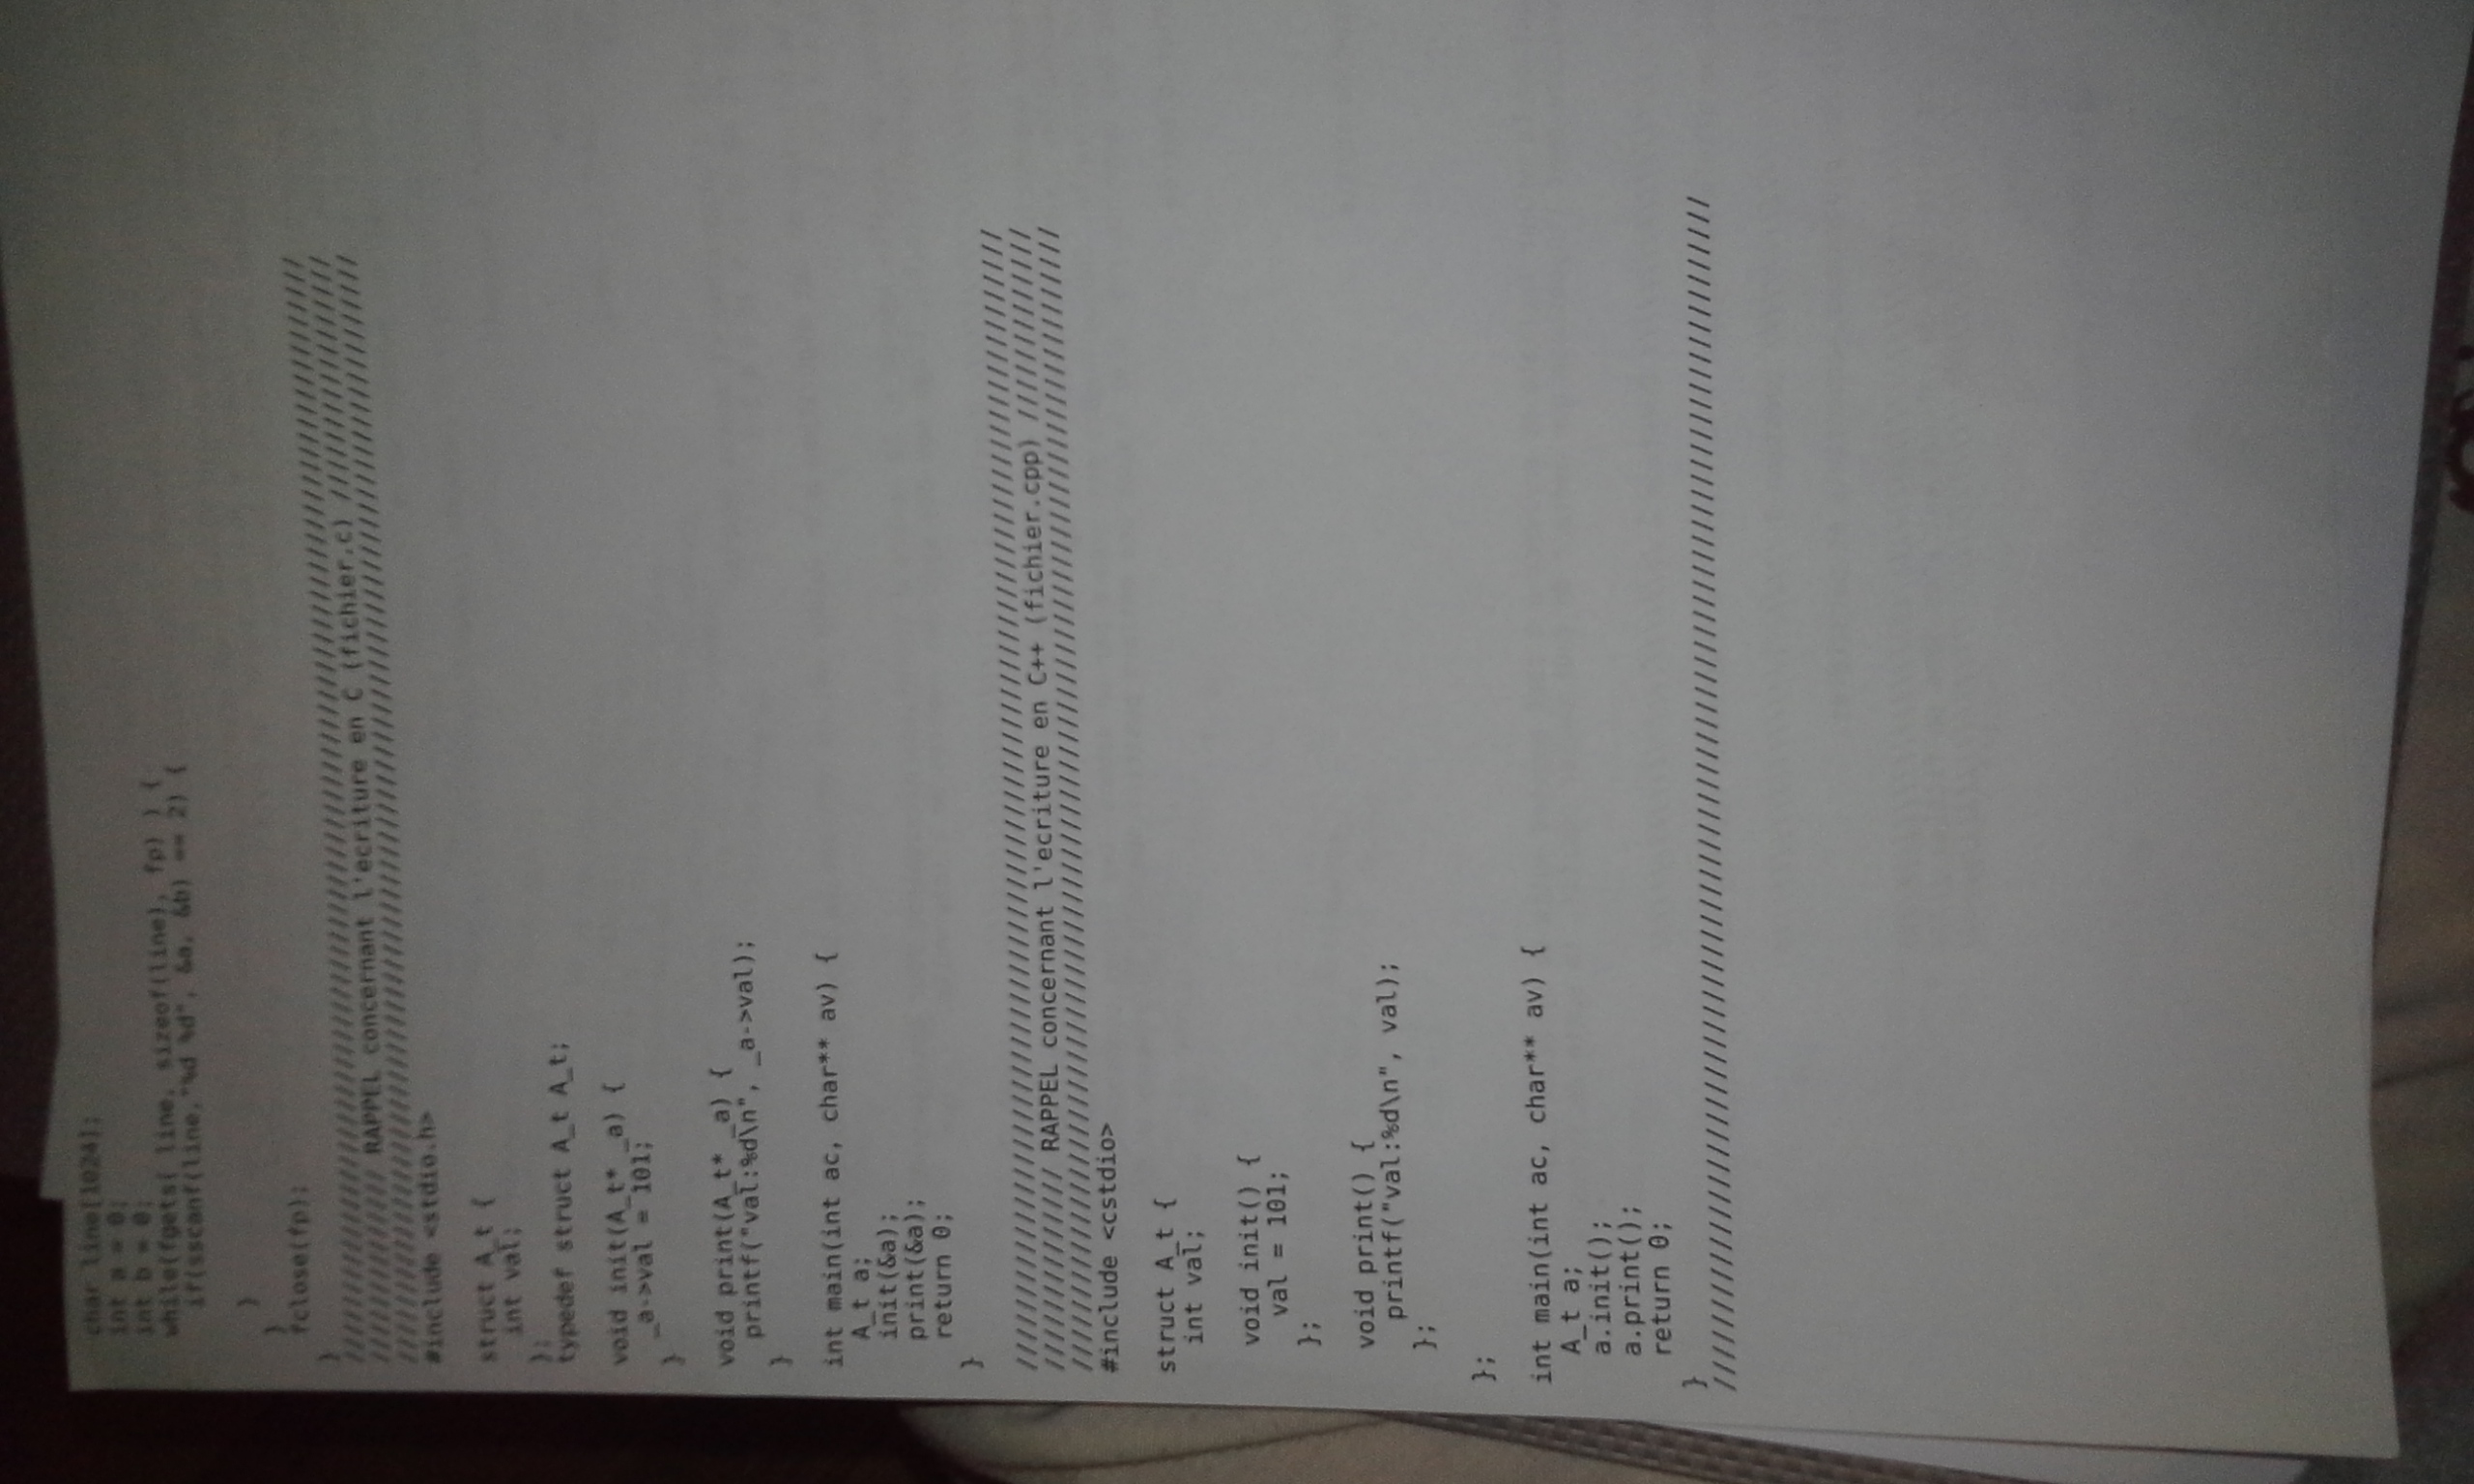 char line[1024];
int a = 0;
int b = 0;
while(fgets( line, sizeof(line), fp) ) {
if(sscanf(line,"%d %d", &a, &b) == 2) {
}
}
fclose(fp);
}
//////////////////////////////////////////////////////////////////////////////
////////////// RAPPEL concernant l'ecriture en C (fichier.c) /////////////////
//////////////////////////////////////////////////////////////////////////////
#include <stdio.h>
struct A_t {
int val;
};
typedef struct A_t A_t;
void init(A_t* _a) {
_a->val = 101;
}
void print(A_t* _a) {
printf("val:%d\n", _a->val);
}
int main(int ac, char** av) {
A_t a;
init(&a);
print(&a);
return 0;
}
//////////////////////////////////////////////////////////////////////////////
////////////// RAPPEL concernant l'ecriture en C++ (fichier.cpp) /////////////
//////////////////////////////////////////////////////////////////////////////
#include <cstdio>
struct A_t {
int val;
void init() {
val = 101;
};
void print() {
printf("val:%d\n", val);
};
};
int main(int ac, char** av) {
A_t a;
a.init();
a.print();
return 0;
}
//////////////////////////////////////////////////////////////////////////////